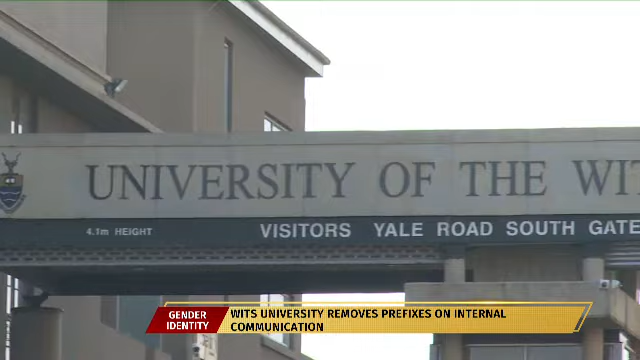 UNIVERSITY OF THE WIT
4.1m HEIGHT
VISITORS YALE ROAD SOUTH GATE
GENDER
IDENTITY
WITS UNIVERSITY REMOVES PREFIXES ON INTERNAL
COMMUNICATION